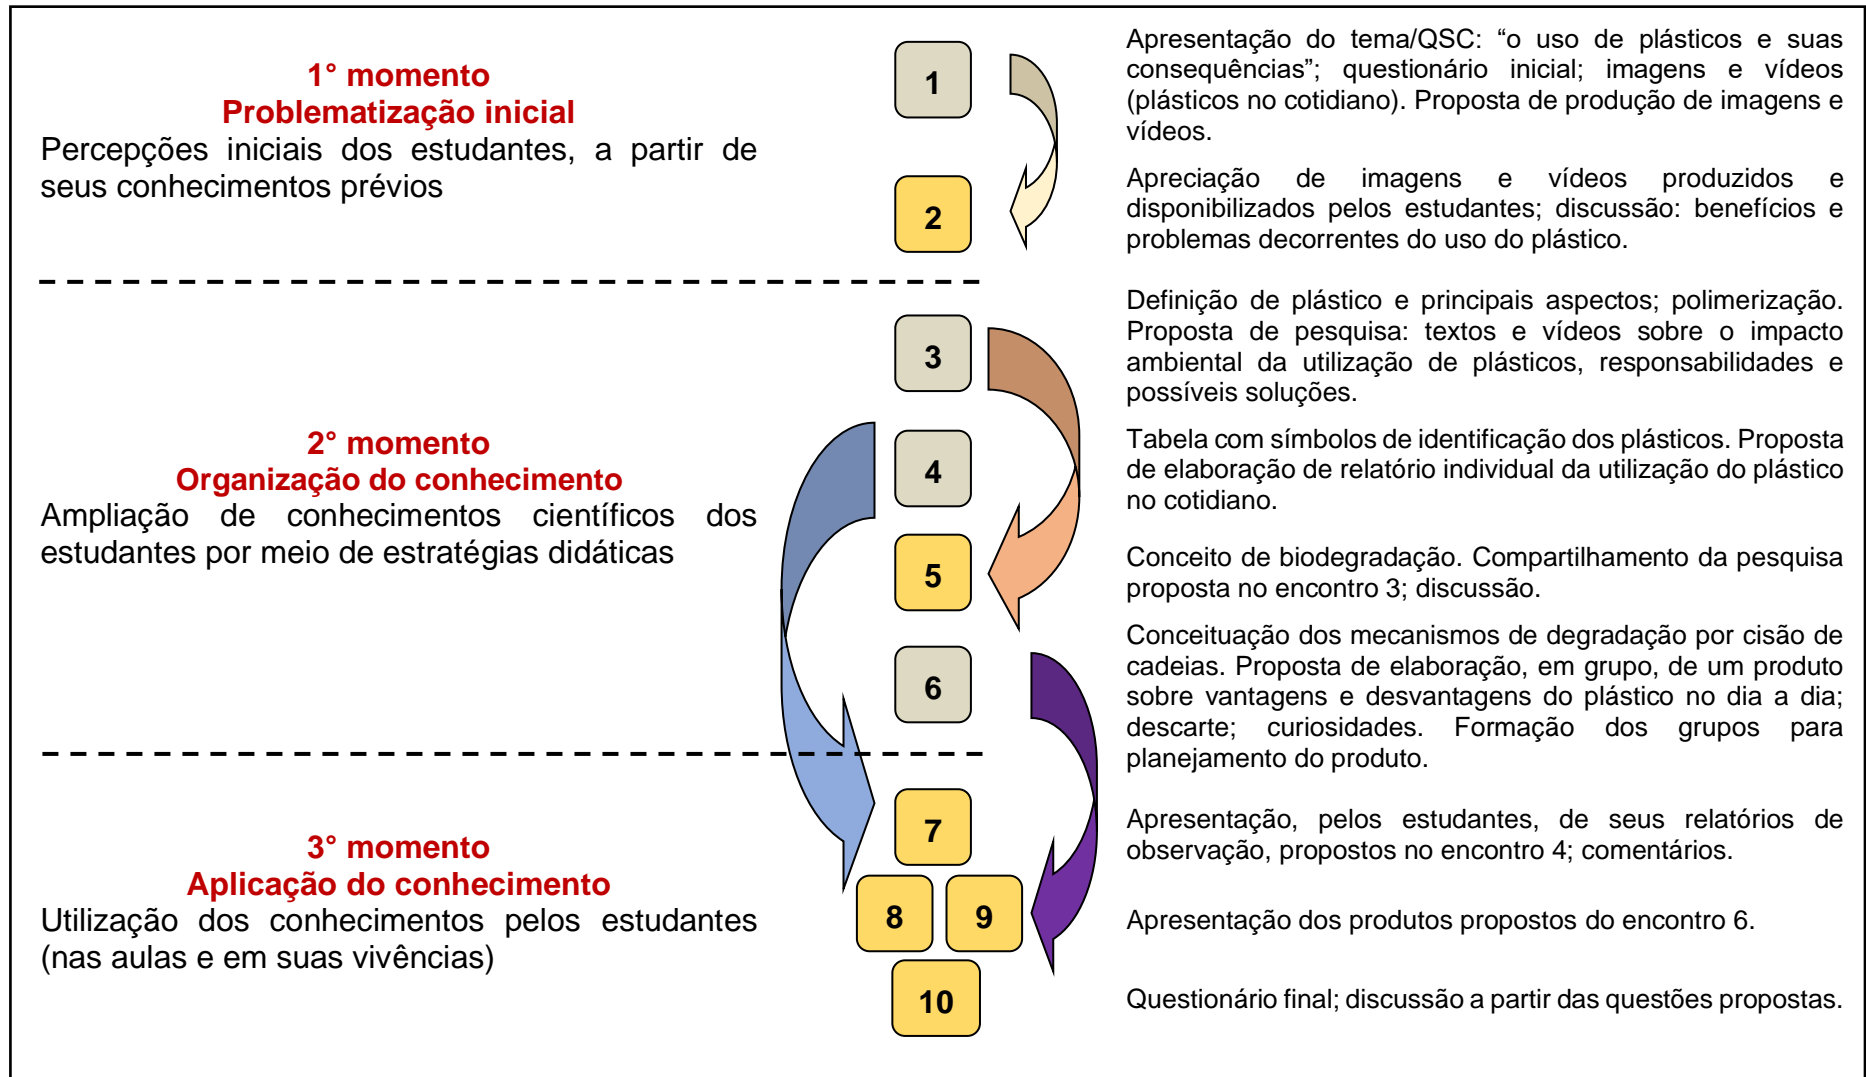 1° momento
Problematização inicial
Percepções iniciais dos estudantes, a partir de
seus conhecimentos prévios
1
2
Apresentação do tema/QSC: “o uso de plásticos e suas
consequências”; questionário inicial; imagens e vídeos
(plásticos no cotidiano). Proposta de produção de imagens e
vídeos.
Apreciação de imagens e vídeos produzidos e
disponibilizados pelos estudantes; discussão: benefícios e
problemas decorrentes do uso do plástico.
2° momento
Organização do conhecimento
Ampliação de conhecimentos científicos dos
estudantes por meio de estratégias didáticas
3
4
5
6
Definição de plástico e principais aspectos; polimerização.
Proposta de pesquisa: textos e vídeos sobre o impacto
ambiental da utilização de plásticos, responsabilidades e
possíveis soluções.
Tabela com símbolos de identificação dos plásticos. Proposta
de elaboração de relatório individual da utilização do plástico
no cotidiano.
Conceito de biodegradação. Compartilhamento da pesquisa
proposta no encontro 3; discussão.
Conceituação dos mecanismos de degradação por cisão de
cadeias. Proposta de elaboração, em grupo, de um produto
sobre vantagens e desvantagens do plástico no dia a dia;
descarte; curiosidades. Formação dos grupos para
planejamento do produto.
3° momento
Aplicação do conhecimento
Utilização dos conhecimentos pelos estudantes
(nas aulas e em suas vivências)
7
8 9
10
Apresentação, pelos estudantes, de seus relatórios de
observação, propostos no encontro 4; comentários.
Apresentação dos produtos propostos do encontro 6.
Questionário final; discussão a partir das questões propostas.